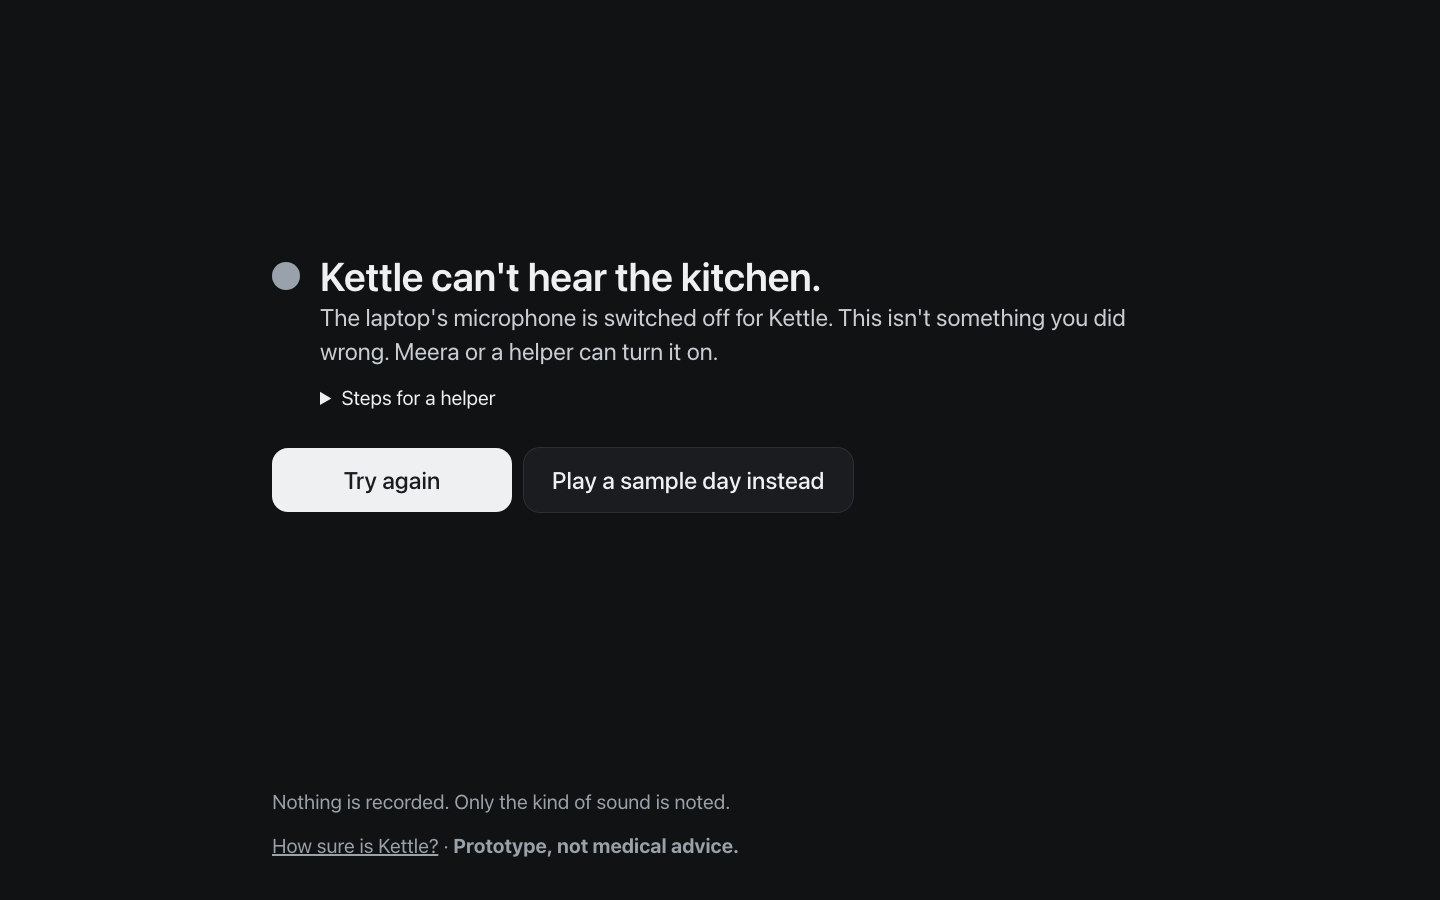 Kettle can't hear the kitchen.
The laptop's microphone is switched off for Kettle. This isn't something you did
wrong. Meera or a helper can turn it on.
Steps for a helper
Try again
Play a sample day instead
Nothing is recorded. Only the kind of sound is noted.
How sure is Kettle? · Prototype, not medical advice.